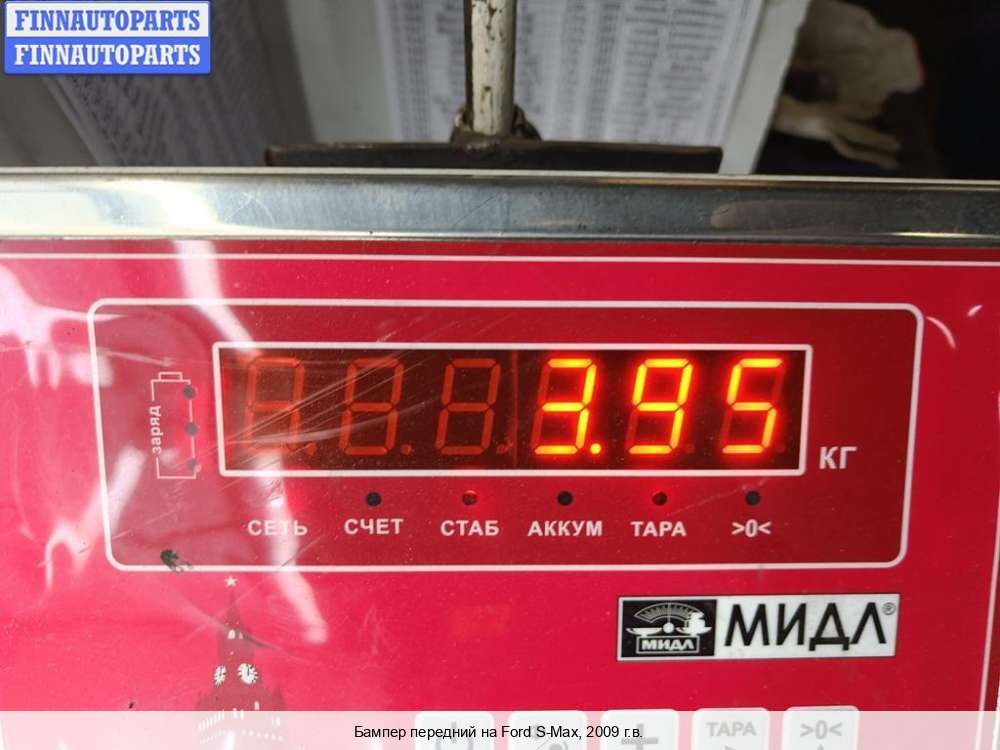 FINNAUTOPARTS
FINNAUTOPARTS
заряд
3.95
КГ
СЕТЬ СЧЕТ СТАБ АККУМ ТАРА >0<
МИДЛ МИДЛ®
ТАРА >0<
Бампер передний на Ford S-Max, 2009 г.в.